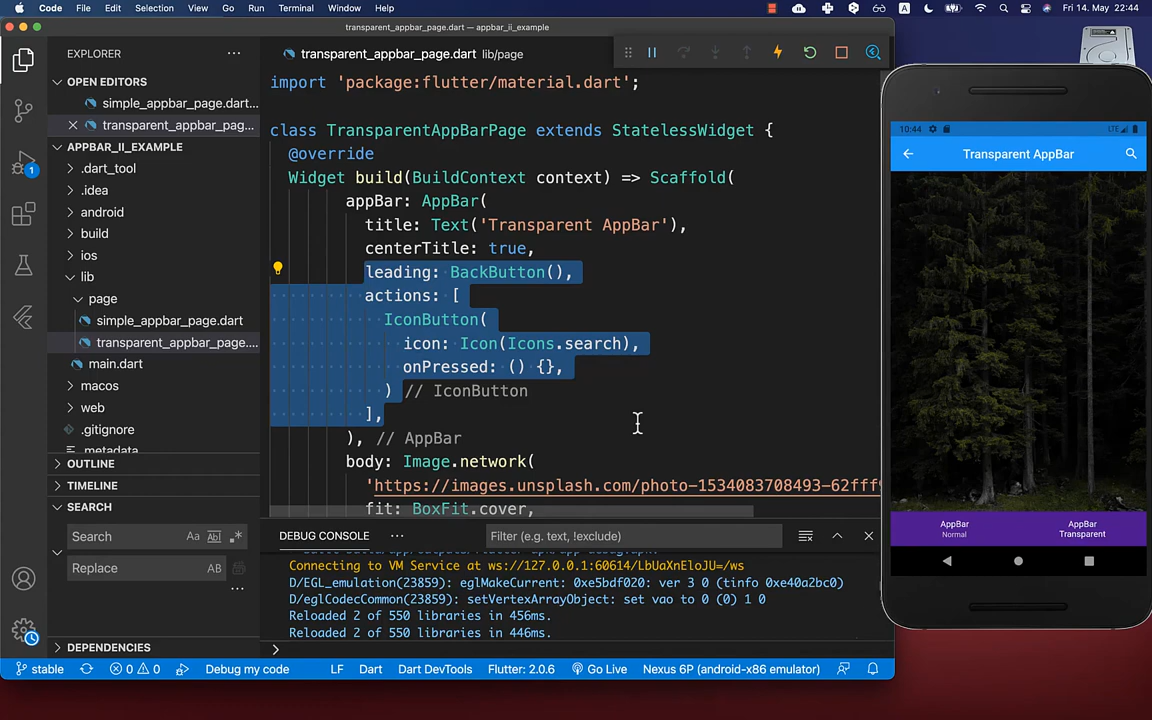 Code File Edit Selection View Go Run Terminal Window Help
A
Fri 14. May 22:44
transparent_appbar_page.dart — appbar_ii_example
EXPLORER
OPEN EDITORS
simple_appbar_page.dart...
transparent_appbar_pag...
APPBAR_II_EXAMPLE
.dart_tool
.idea
android
build
ios
lib
page
simple_appbar_page.dart
transparent_appbar_page....
main.dart
macos
web
.gitignore
.metadata
OUTLINE
TIMELINE
SEARCH
Search
Aa Abl .*
Replace
AB
DEPENDENCIES
1
transparent_appbar_page.dart lib/page
import 'package:flutter/material.dart';
class TransparentAppBarPage extends StatelessWidget {
@override
Widget build(BuildContext context) => Scaffold(
appBar: AppBar(
title: Text('Transparent AppBar'),
centerTitle: true,
leading: BackButton(),
actions: [
IconButton(
icon: Icon(Icons.search),
onPressed: () {},
) // IconButton
],
), // AppBar
body: Image.network(
'https://images.unsplash.com/photo-1534083708493-62fff
fit: BoxFit.cover,
DEBUG CONSOLE
Filter (e.g. text, !exclude)
Connecting to VM Service at ws://127.0.0.1:60614/LbUaXnEloJU=/ws
D/EGL_emulation(23859): eglMakeCurrent: 0xe5bdf020: ver 3 0 (tinfo 0xe40a2bc0)
D/eglCodecCommon(23859): setVertexArrayObject: set vao to 0 (0) 1 0
Reloaded 2 of 550 libraries in 456ms.
Reloaded 2 of 550 libraries in 446ms.
stable
0 0
Debug my code
LF Dart Dart DevTools Flutter: 2.0.6 Go Live Nexus 6P (android-x86 emulator)
10:44
LTE
Transparent AppBar
AppBar
Normal
AppBar
Transparent